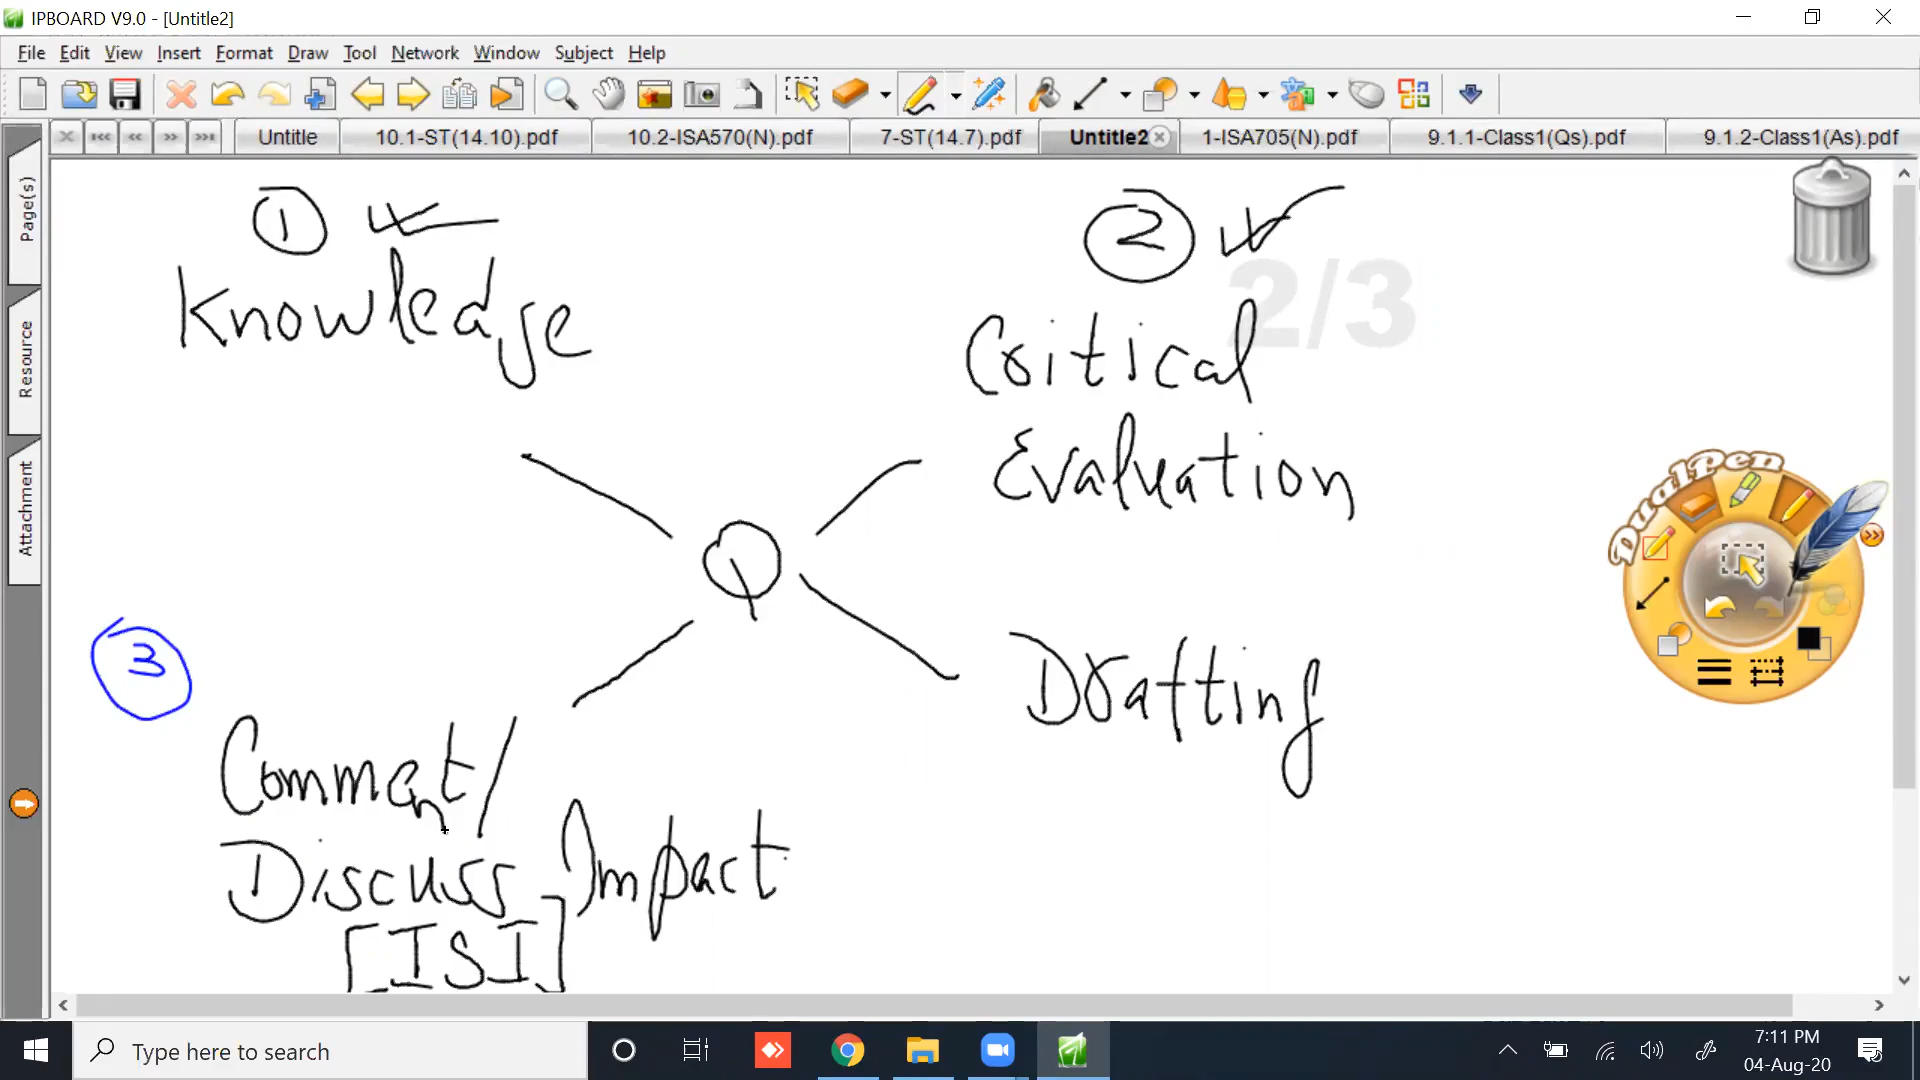 IPBOARD V9.0 - [Untitle2]
File Edit View Insert Format Draw Tool Network Window Subject Help
Untitle 10.1-ST(14.10).pdf 10.2-ISA570(N).pdf 7-ST(14.7).pdf Untitle2 1-ISA705(N).pdf 9.1.1-Class1(Qs).pdf 9.1.2-Class1(As).pdf
Page(s)
Resource
Attachment
1
Knowledge
2
2/3
Critical
Evaluation
DualPen
Q
3
Drafting
Comment/
Discuss Impact
[ISI]
Type here to search
7:11 PM
04-Aug-20